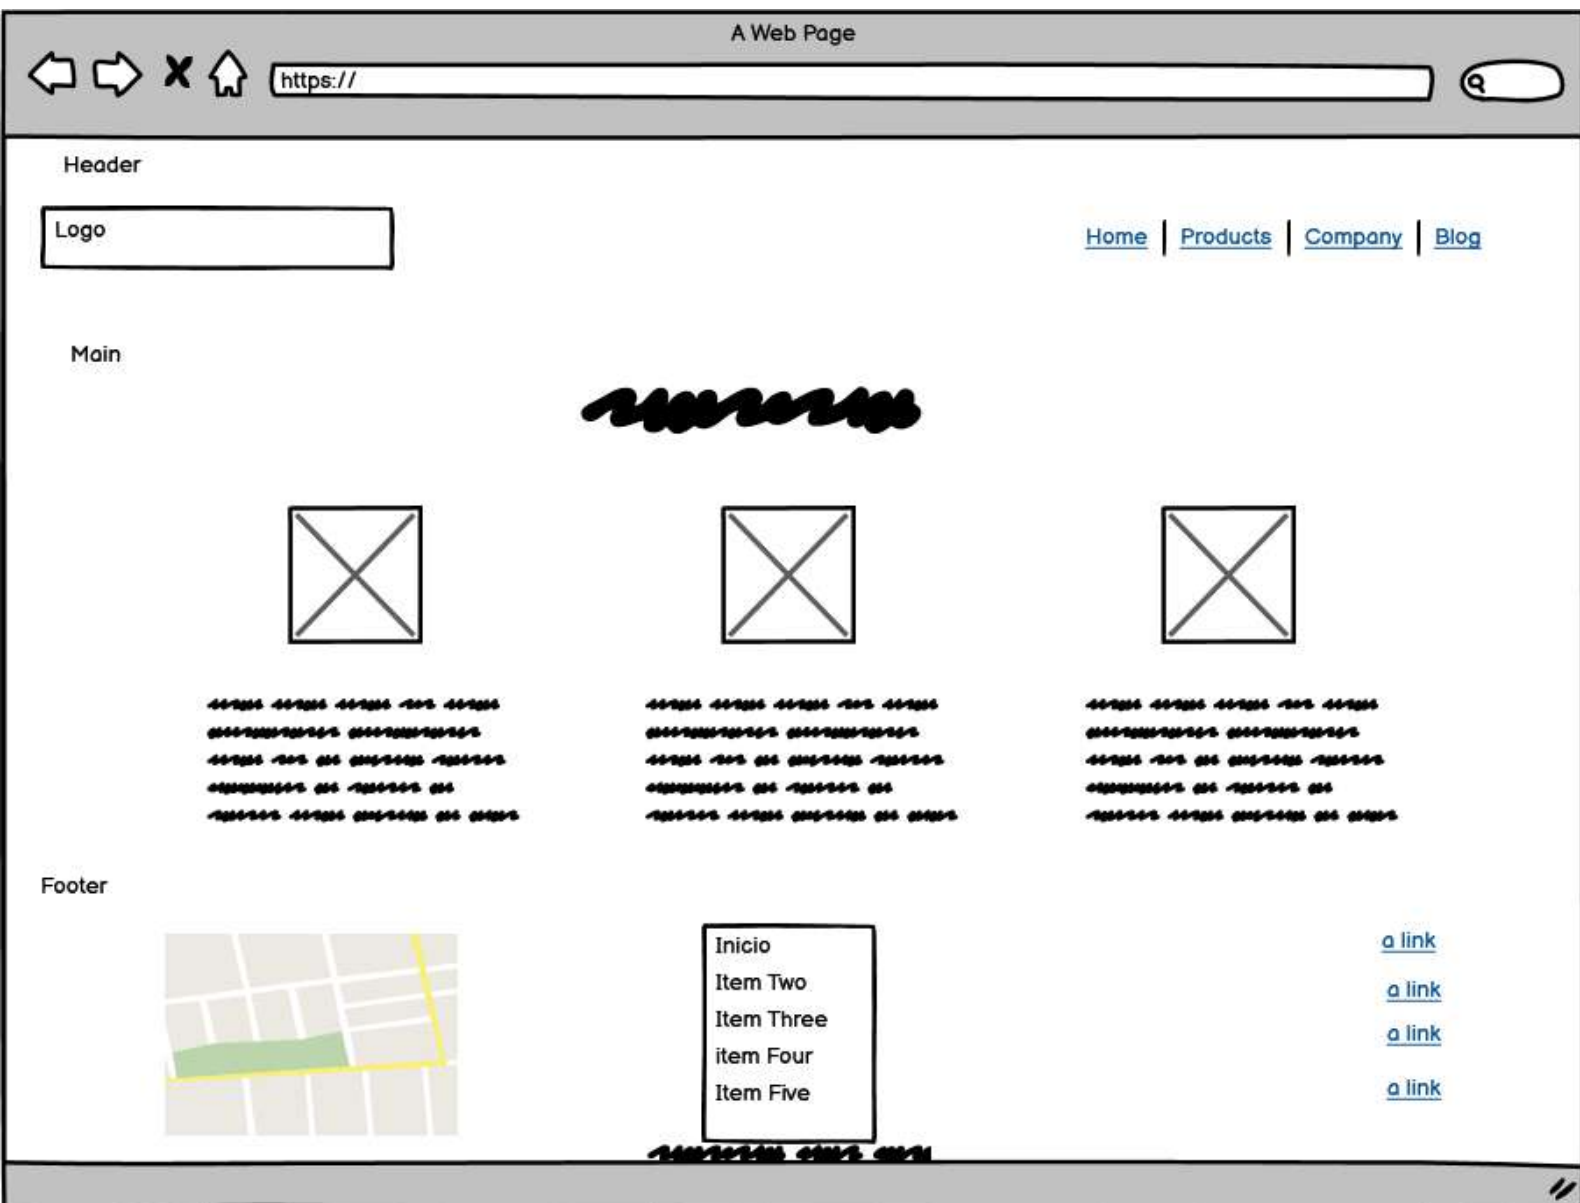 A Web Page
https://
Header
Logo
Home Products Company Blog
Main
Footer
Inicio
Item Two
Item Three
item Four
Item Five
a link
a link
a link
a link